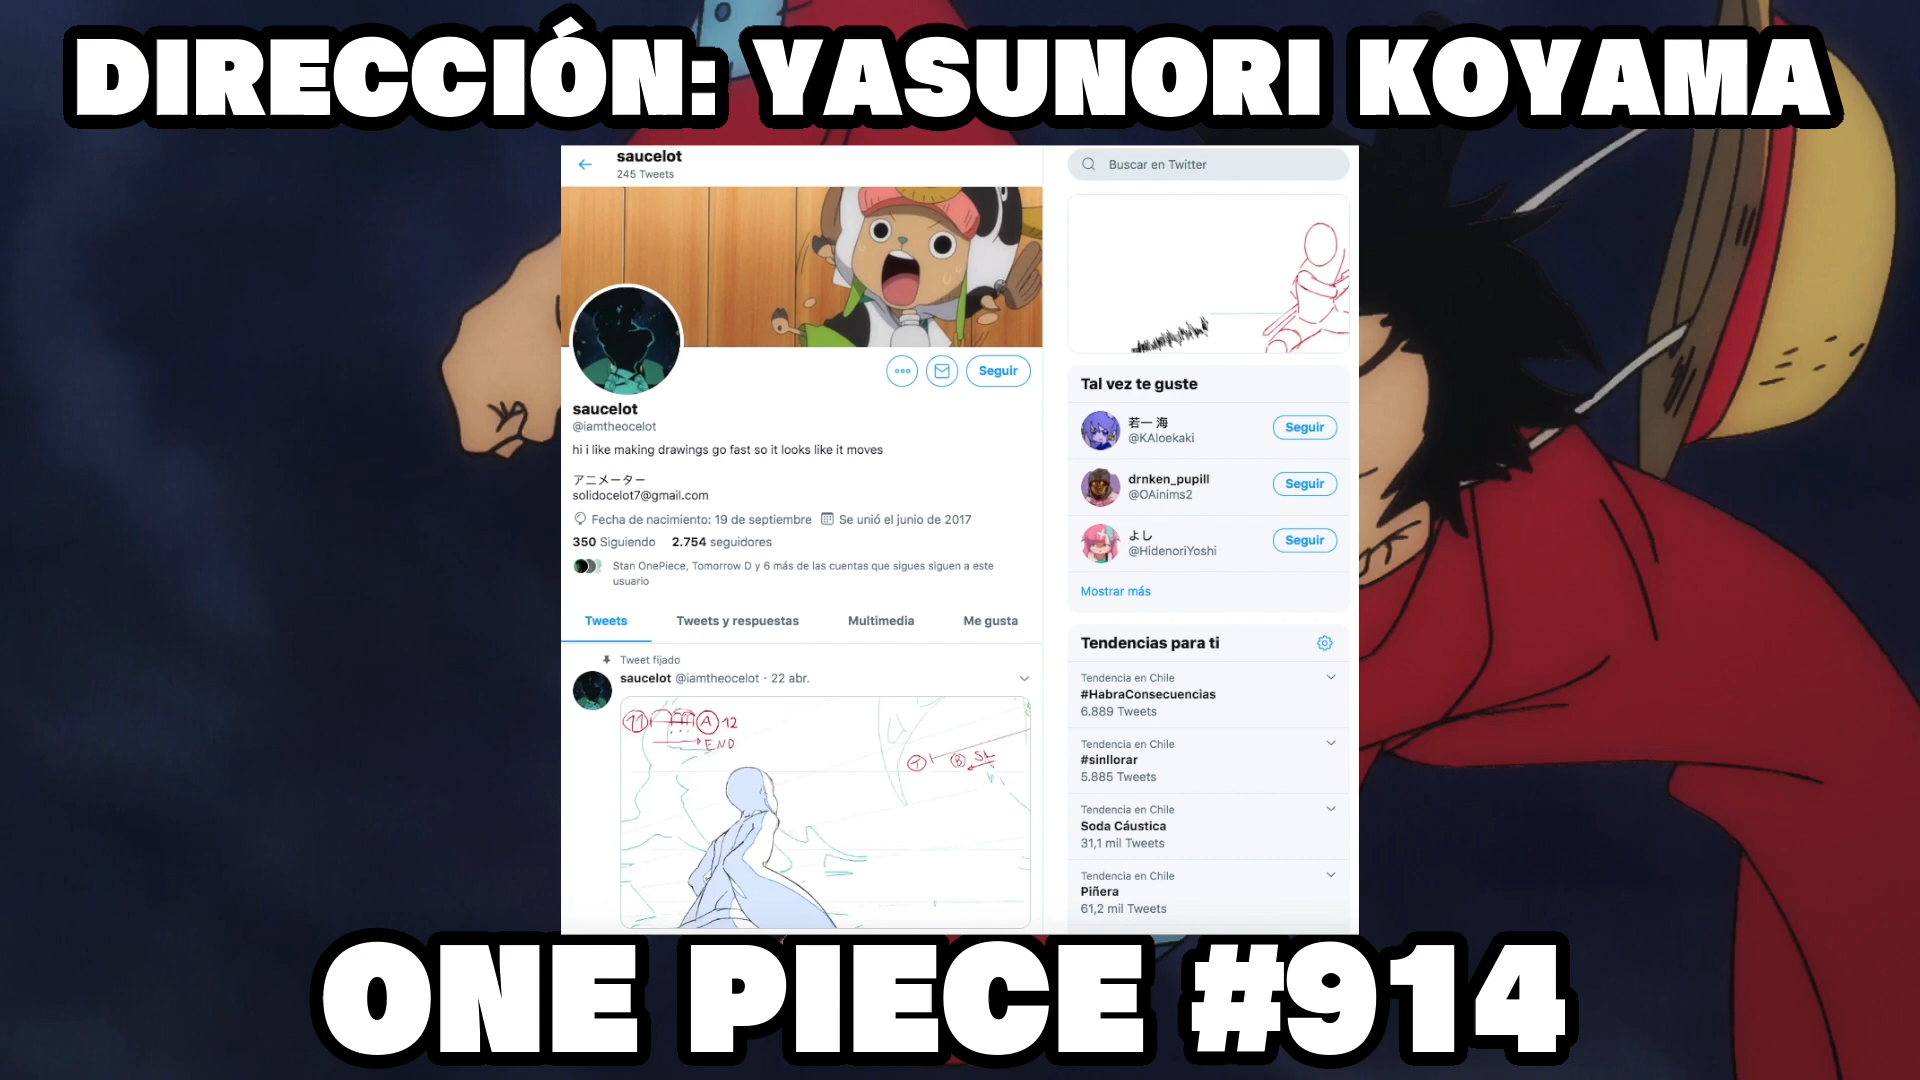 DIRECCIÓN: YASUNORI KOYAMA
saucelot
245 Tweets
Buscar en Twitter
Seguir
saucelot
@iamtheocelot
hi i like making drawings go fast so it looks like it moves
アニメーター
solidocelot7@gmail.com
Fecha de nacimiento: 19 de septiembre Se unió el junio de 2017
350 Siguiendo 2.754 seguidores
Stan OnePiece, Tomorrow D y 6 más de las cuentas que sigues siguen a este
usuario
Tweets Tweets y respuestas Multimedia Me gusta
Tweet fijado
saucelot @iamtheocelot · 22 abr.
11 A 12
END
Tal vez te guste
若一 海
@KAIoekaki
Seguir
drnken_pupill
@OAinims2
Seguir
よし
@HidenoriYoshi
Seguir
Mostrar más
Tendencias para ti
Tendencia en Chile
#HabraConsecuencias
6.889 Tweets
Tendencia en Chile
#sinllorar
5.885 Tweets
Tendencia en Chile
Soda Cáustica
31,1 mil Tweets
Tendencia en Chile
Piñera
61,2 mil Tweets
ONE PIECE #914